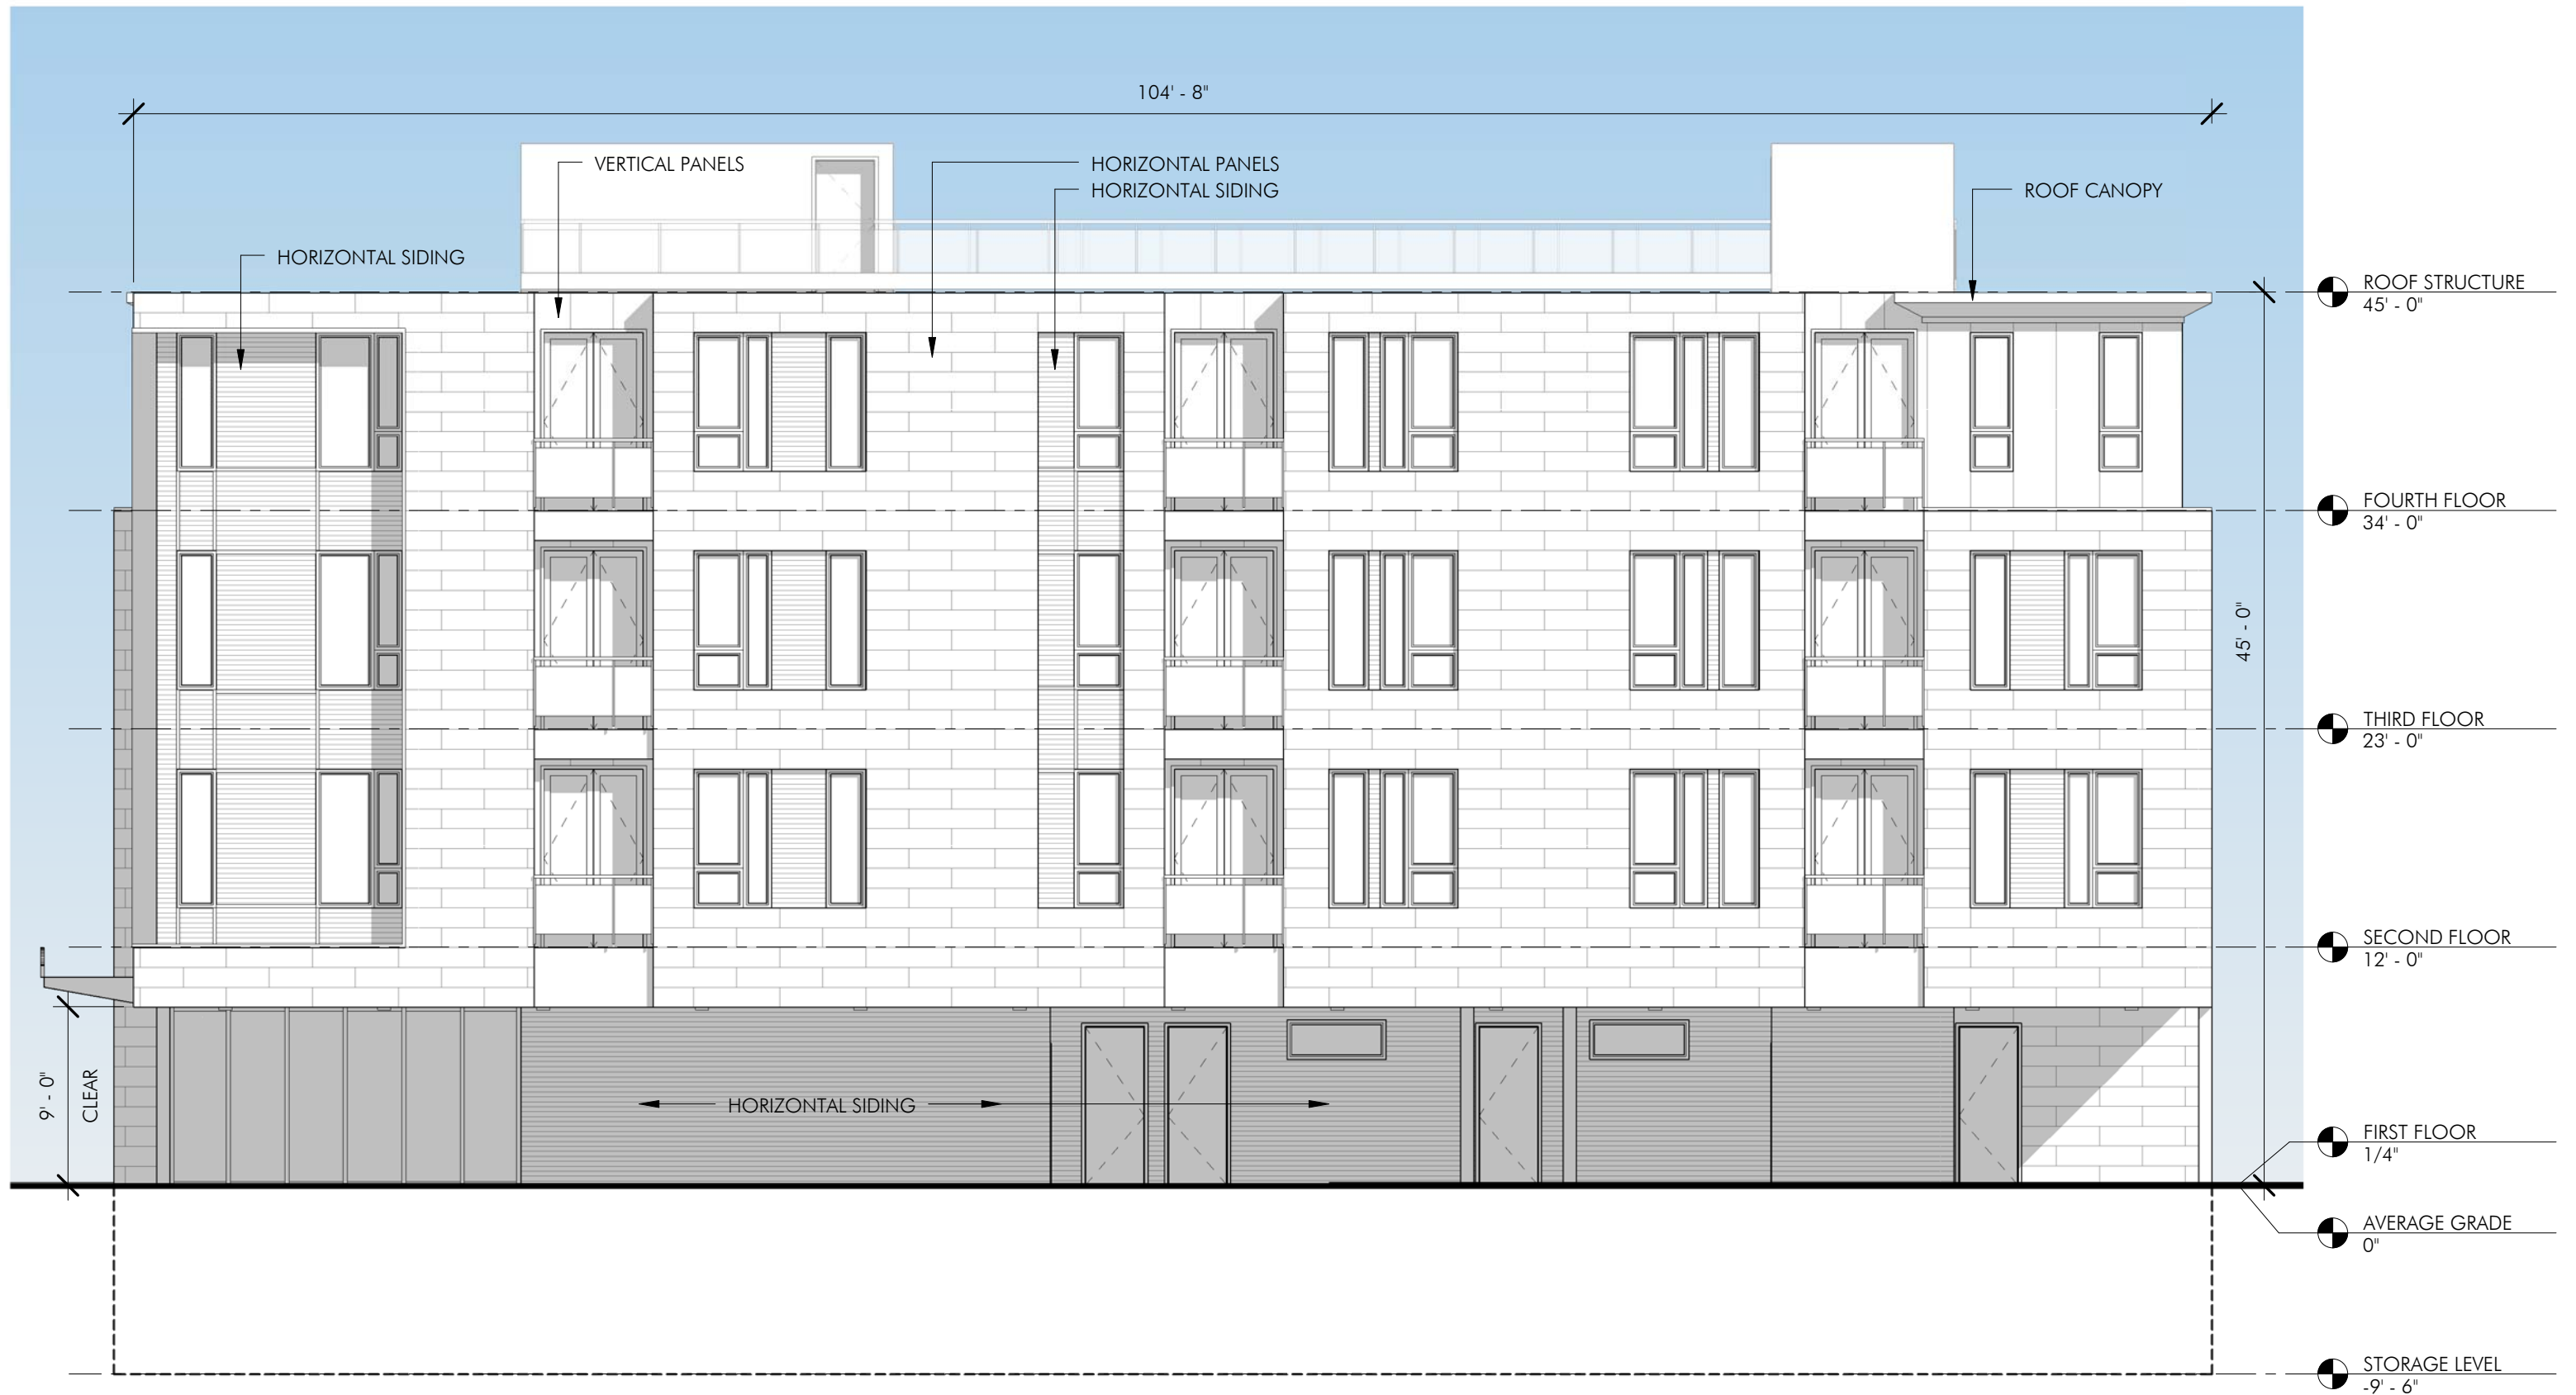 104' - 8"
VERTICAL PANELS
HORIZONTAL PANELS
HORIZONTAL SIDING
ROOF CANOPY
HORIZONTAL SIDING
ROOF STRUCTURE
45' - 0"
FOURTH FLOOR
34' - 0"
45' - 0"
THIRD FLOOR
23' - 0"
SECOND FLOOR
12' - 0"
9' - 0"
CLEAR
HORIZONTAL SIDING
FIRST FLOOR
1/4"
AVERAGE GRADE
0"
STORAGE LEVEL
-9' - 6"